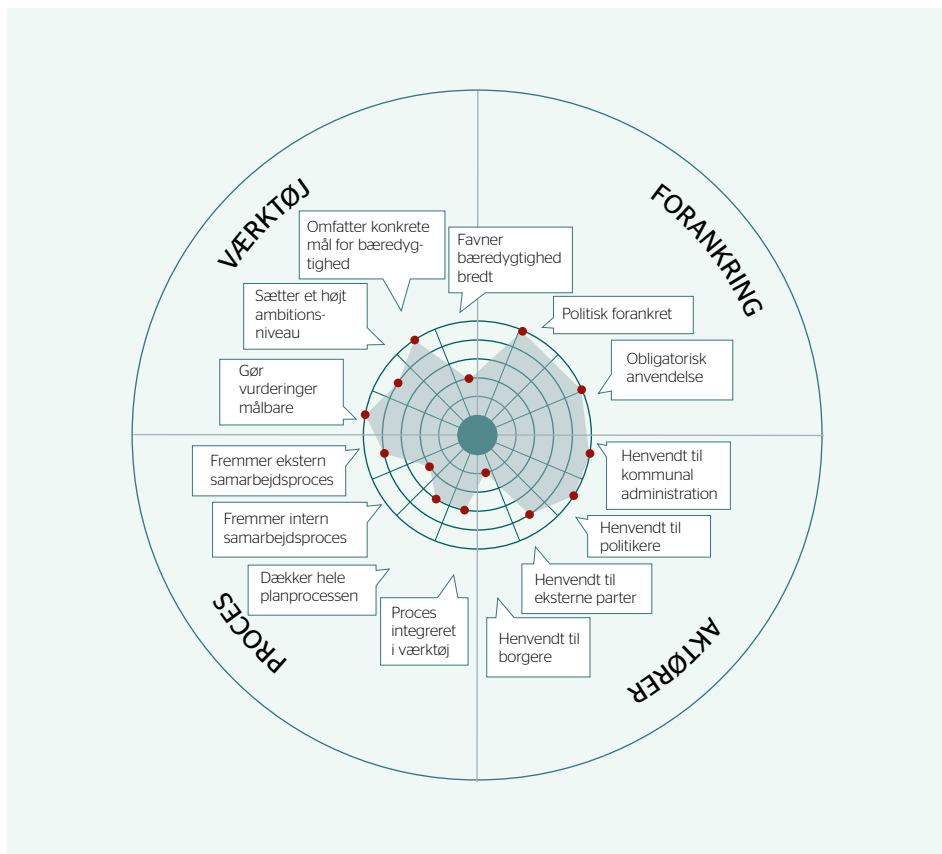 VÆRKTØJ
FORANKRING
Omfatter konkrete
mål for bæredyg-
tighed
Favner
bæredygtighed
bredt
Sætter et højt
ambitions-
niveau
Politisk forankret
Gør
vurderinger
målbare
Obligatorisk
anvendelse
Fremmer ekstern
samarbejdsproces
Henvendt til
kommunal
administration
Fremmer intern
samarbejdsproces
Henvendt til
politikere
Dækker hele
planprocessen
Henvendt til
eksterne parter
Proces
integreret
i værktøj
Henvendt til
borgere
PROCES
AKTØRER